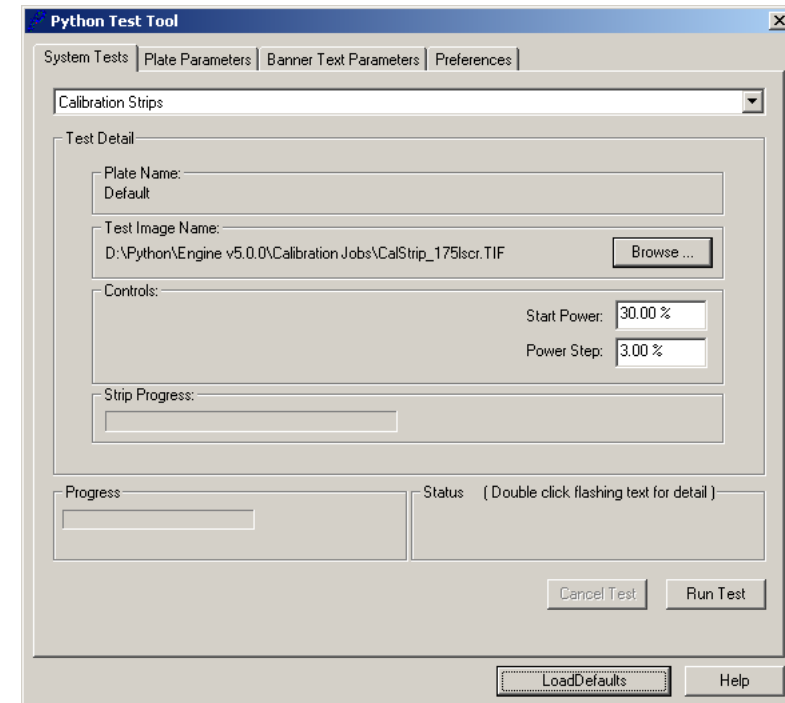 Python Test Tool
System Tests Plate Parameters Banner Text Parameters Preferences
Calibration Strips
Test Detail
Plate Name:
Default
Test Image Name:
D:\Python\Engine v5.0.0\Calibration Jobs\CalStrip_175lscr.TIF Browse ...
Controls:
Start Power: 30.00 %
Power Step: 3.00 %
Strip Progress:
Progress Status ( Double click flashing text for detail )
Cancel Test Run Test
LoadDefaults Help